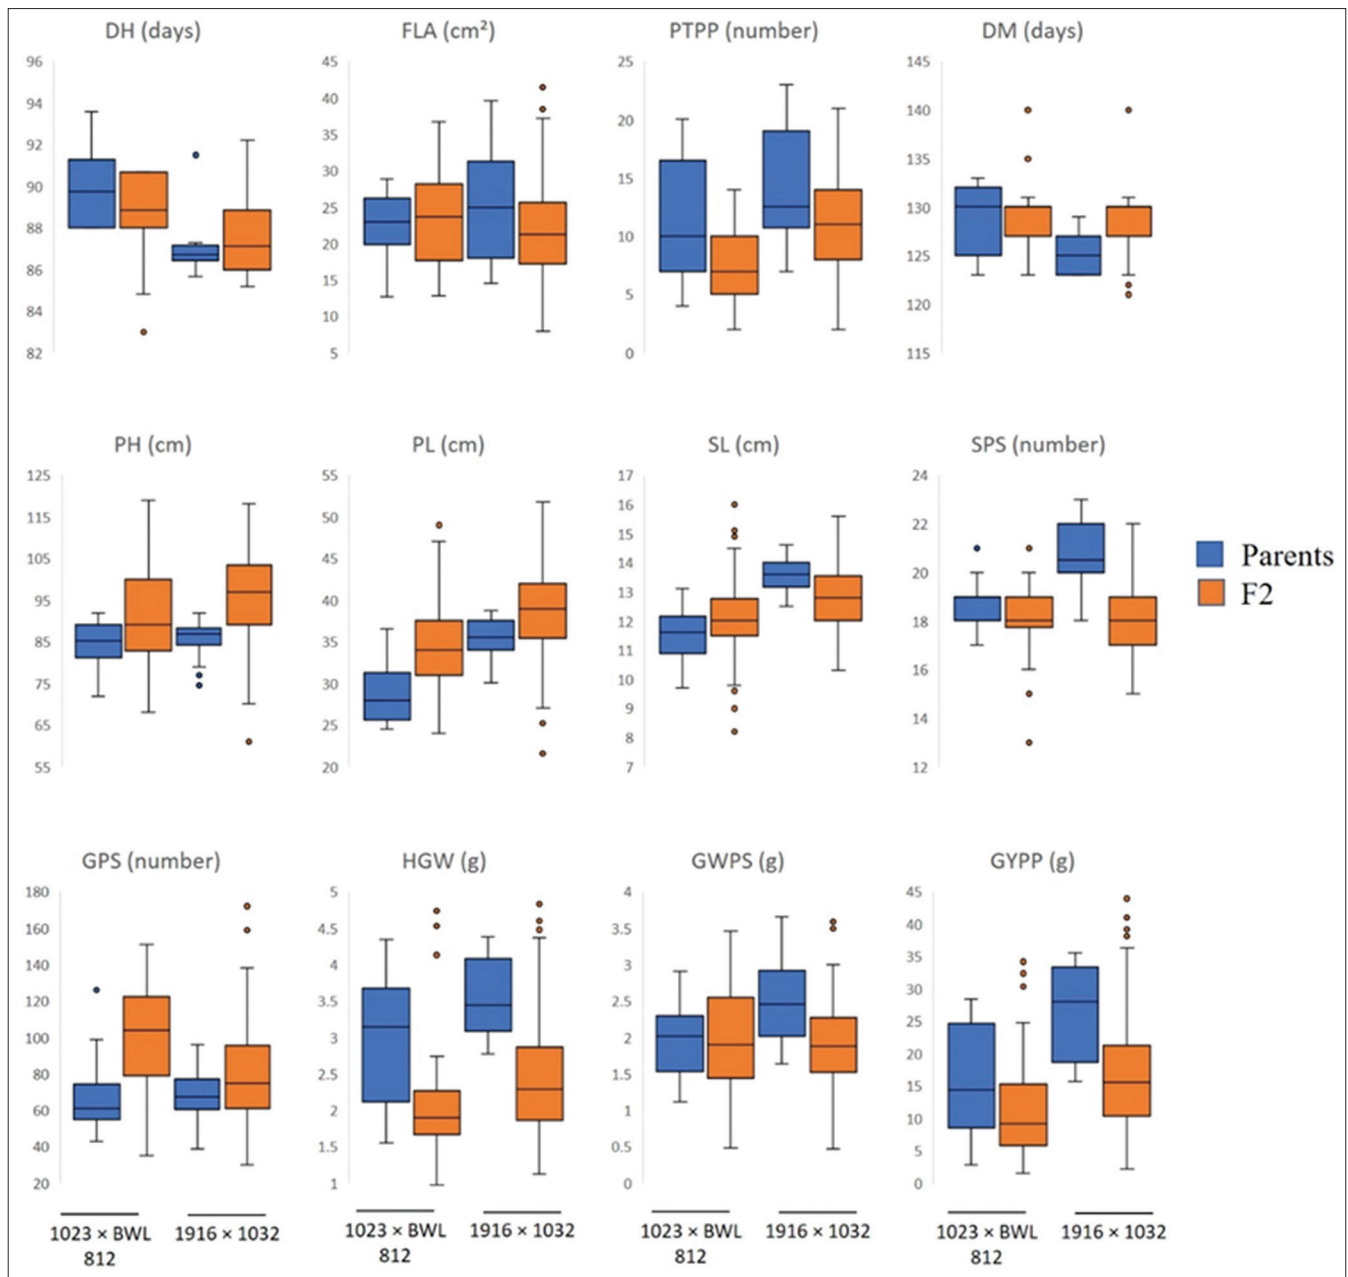 DH (days) FLA (cm²) PTPP (number) DM (days)
96 45 25 145
94 40 20 140
92 35 15 135
90 30 10 130
88 25 5 125
86 20 0 120
84 15 115
82 10
5
PH (cm) PL (cm) SL (cm) SPS (number)
125 55 17 24
115 50 16 22
105 45 15 20
95 40 14 18
85 35 13 16
75 30 12 14
65 25 11 12
55 20 10
9
8
7
Parents
F2
GPS (number) HGW (g) GWPS (g) GYPP (g)
180 5 4 45
160 4.5 3.5 40
140 4 3 35
120 3.5 2.5 30
100 3 2 25
80 2.5 1.5 20
60 2 1 15
40 1.5 0.5 10
20 1 0 5
0
1023 × BWL 1916 × 1032 1023 × BWL 1916 × 1032 1023 × BWL 1916 × 1032 1023 × BWL 1916 × 1032
812 812 812 812